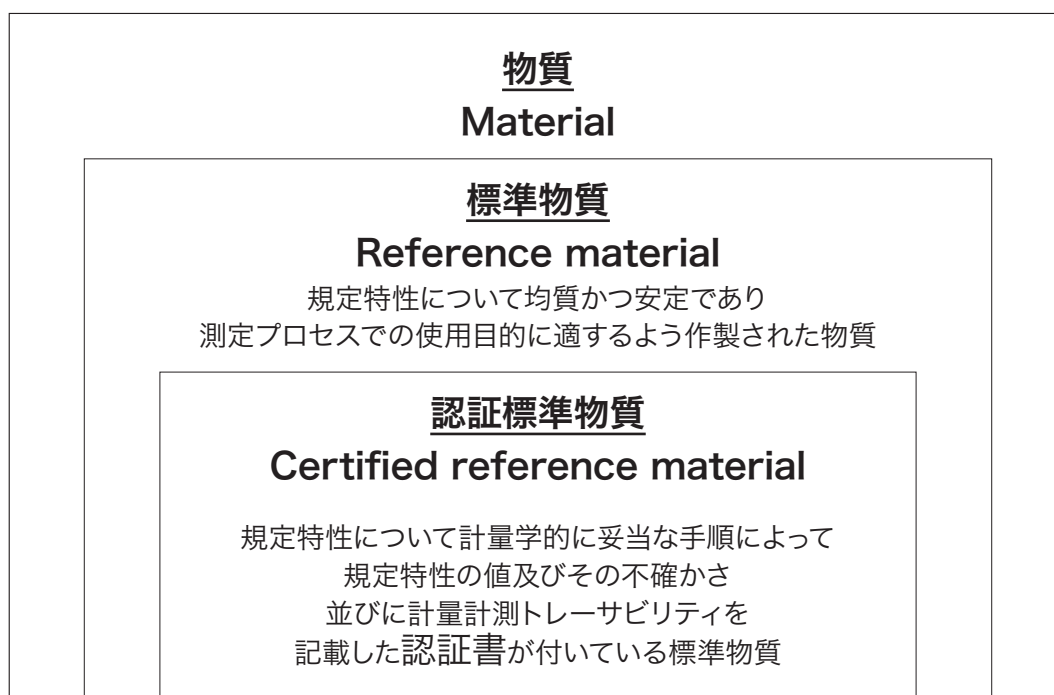 物質
Material
標準物質
Reference material
規定特性について均質かつ安定であり
測定プロセスでの使用目的に適するよう作製された物質
認証標準物質
Certified reference material
規定特性について計量学的に妥当な手順によって
規定特性の値及びその不確かさ
並びに計量計測トレーサビリティを
記載した認証書が付いている標準物質